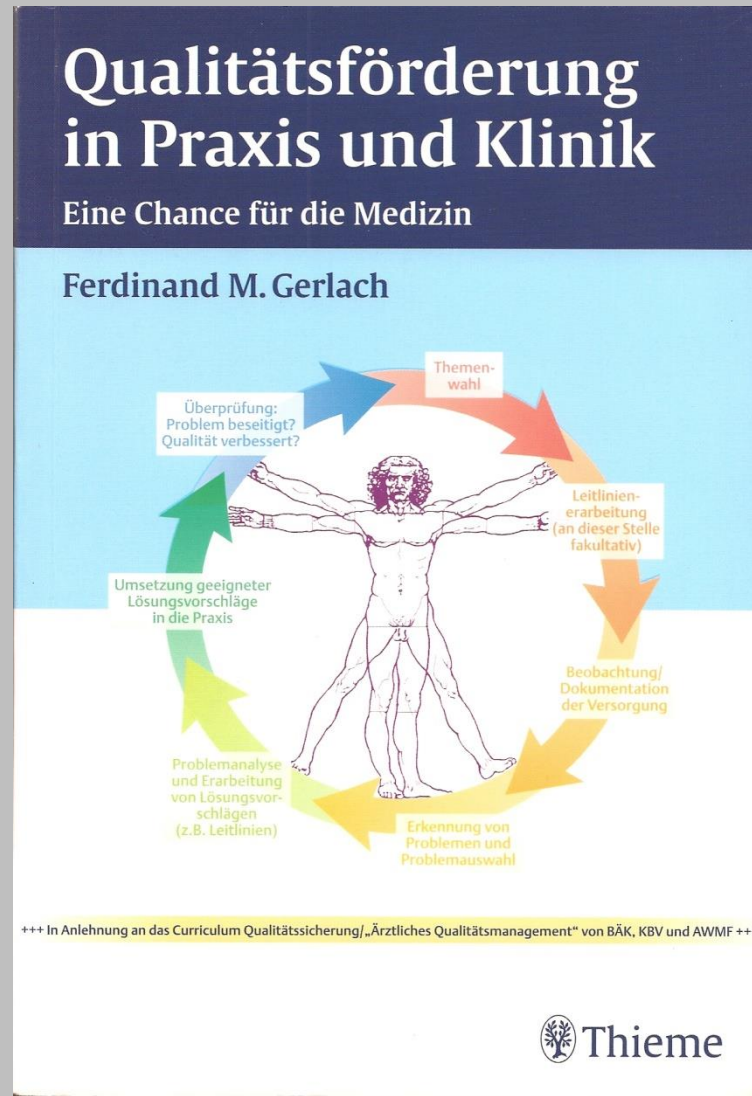 Qualitätsförderung
in Praxis und Klinik
Eine Chance für die Medizin
Ferdinand M. Gerlach
Themen-
wahl
Leitlinien-
erarbeitung
(an dieser Stelle
fakultativ)
Beobachtung/
Dokumentation
der Versorgung
Erkennung von
Problemen und
Problemauswahl
Problemanalyse
und Erarbeitung
von Lösungsvor-
schlägen
(z.B. Leitlinien)
Umsetzung geeigneter
Lösungsvorschläge
in die Praxis
Überprüfung:
Problem beseitigt?
Qualität verbessert?
+++ In Anlehnung an das Curriculum Qualitätssicherung/„Ärztliches Qualitätsmanagement“ von BÄK, KBV und AWMF ++
Thieme